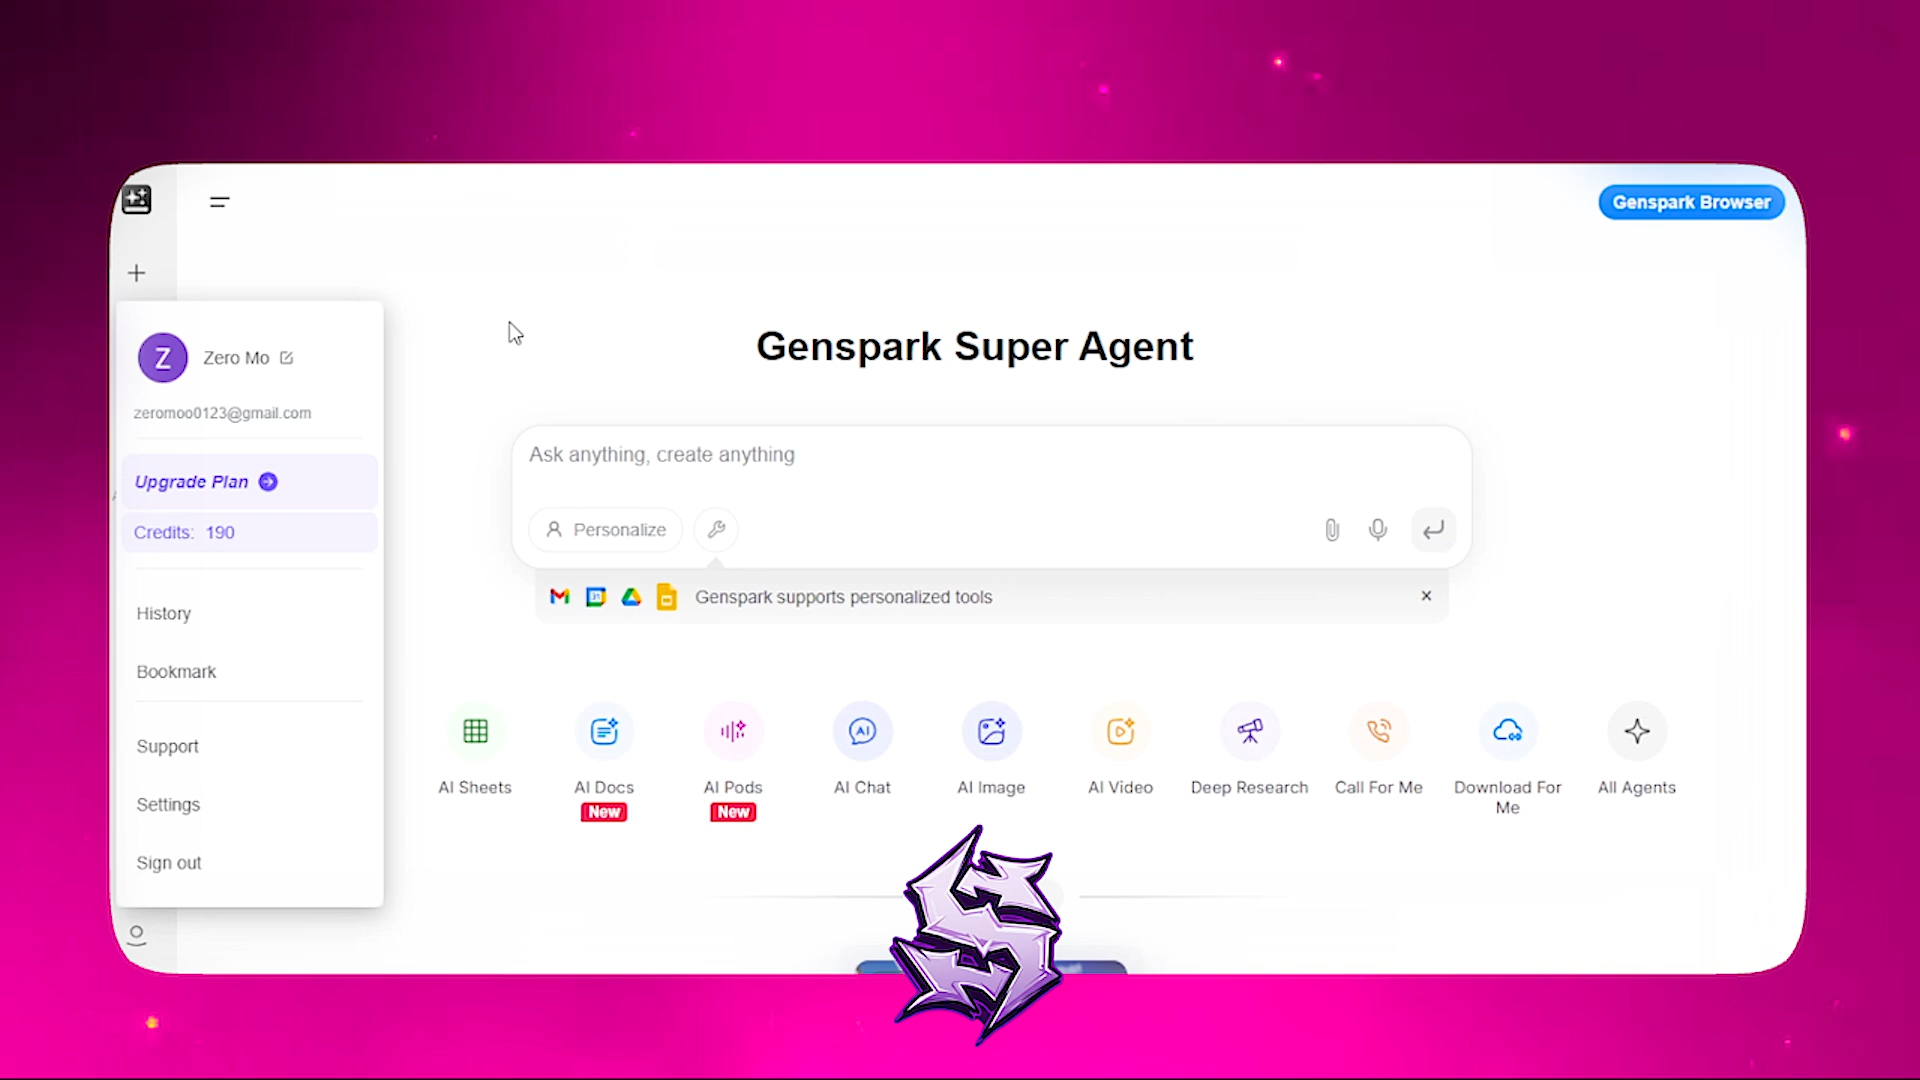 Genspark Browser
Z
Zero Mo
zeromoo0123@gmail.com
Upgrade Plan
Credits: 190
History
Bookmark
Support
Settings
Sign out
Genspark Super Agent
Ask anything, create anything
Personalize
Genspark supports personalized tools
AI Sheets
AI Docs
New
AI Pods
New
AI
AI Chat
AI Image
AI Video
Deep Research
Call For Me
Download For
Me
All Agents